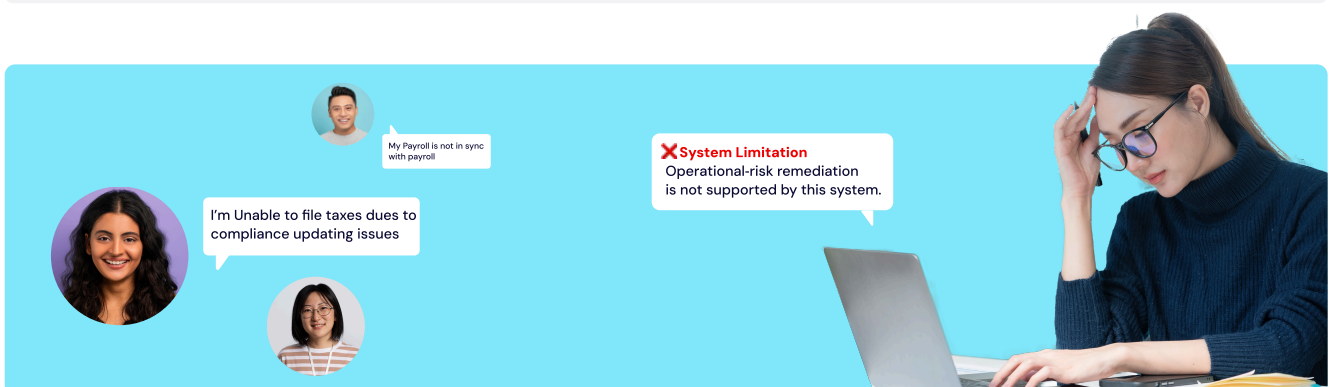 My Payroll is not in sync
with payroll
❌System Limitation
Operational-risk remediation
is not supported by this system.
I'm Unable to file taxes dues to
compliance updating issues